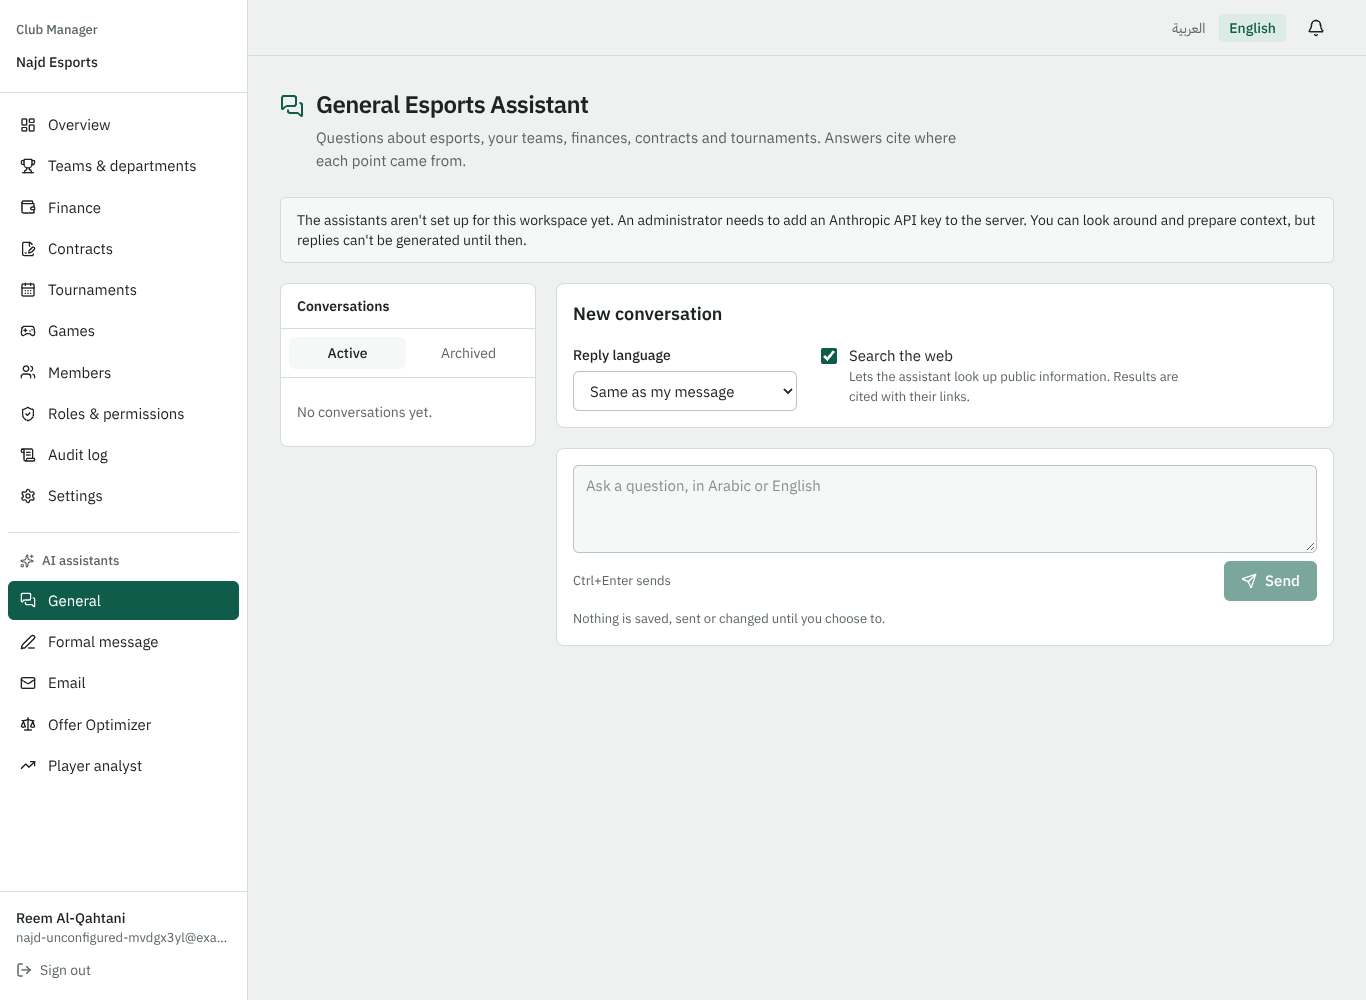 Club Manager
Najd Esports
Overview
Teams & departments
Finance
Contracts
Tournaments
Games
Members
Roles & permissions
Audit log
Settings
AI assistants
General
Formal message
Email
Offer Optimizer
Player analyst
Reem Al-Qahtani
najd-unconfigured-mvdgx3yl@exa...
Sign out
العربية
English
General Esports Assistant
Questions about esports, your teams, finances, contracts and tournaments. Answers cite where
each point came from.
The assistants aren't set up for this workspace yet. An administrator needs to add an Anthropic API key to the server. You can look around and prepare context, but
replies can't be generated until then.
Conversations
Active
Archived
No conversations yet.
New conversation
Reply language
Same as my message
Search the web
Lets the assistant look up public information. Results are
cited with their links.
Ask a question, in Arabic or English
Ctrl+Enter sends
Send
Nothing is saved, sent or changed until you choose to.